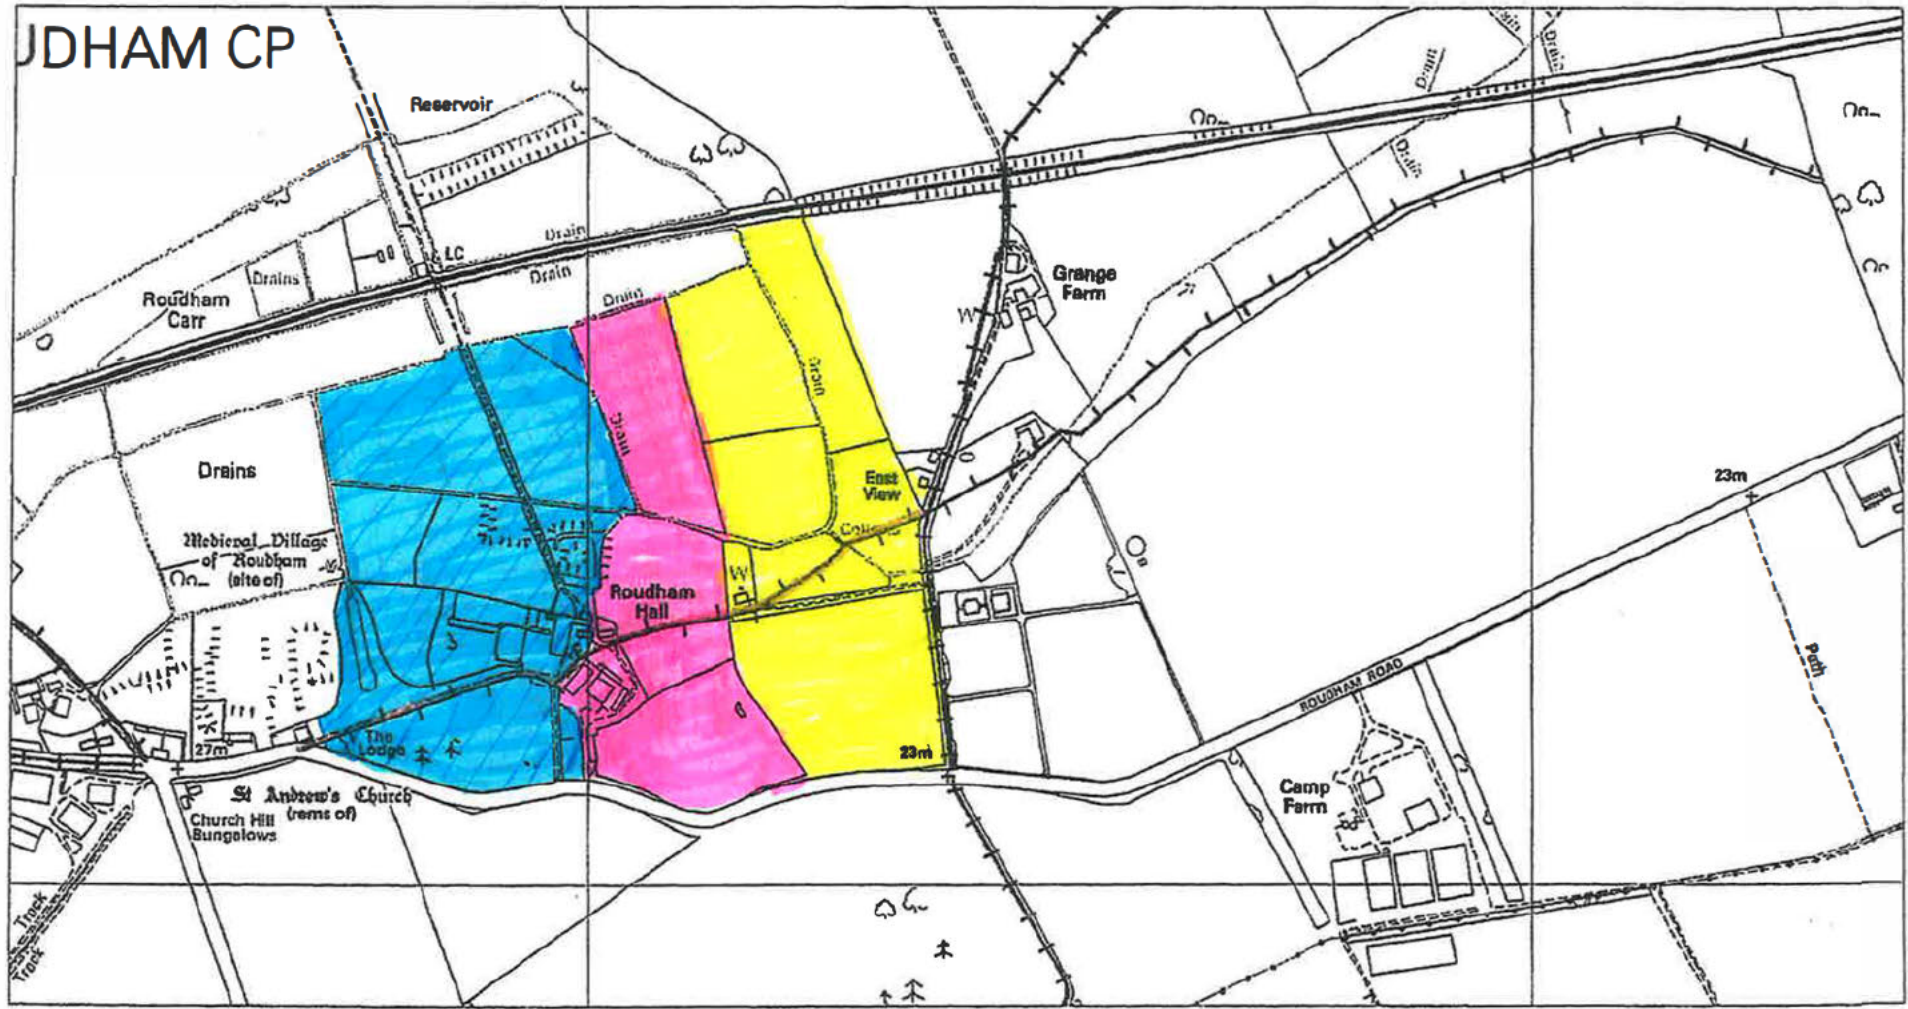 UDHAM CP
Reservoir
Drain
Drain
Drain
LC
Drain
Drain
Drains
Roudham
Carr
Drain
Drain
Grange
Farm
W
Drain
Drain
Drains
East
View
Cottages
23m
Medieval Village
of Roudham
(site of)
W
Roudham
Hall
Path
ROUDHAM ROAD
The
Lodge
27m
23m
St Andrew's Church
(rems of)
Church Hill
Bungalows
Camp
Farm
Track
Track